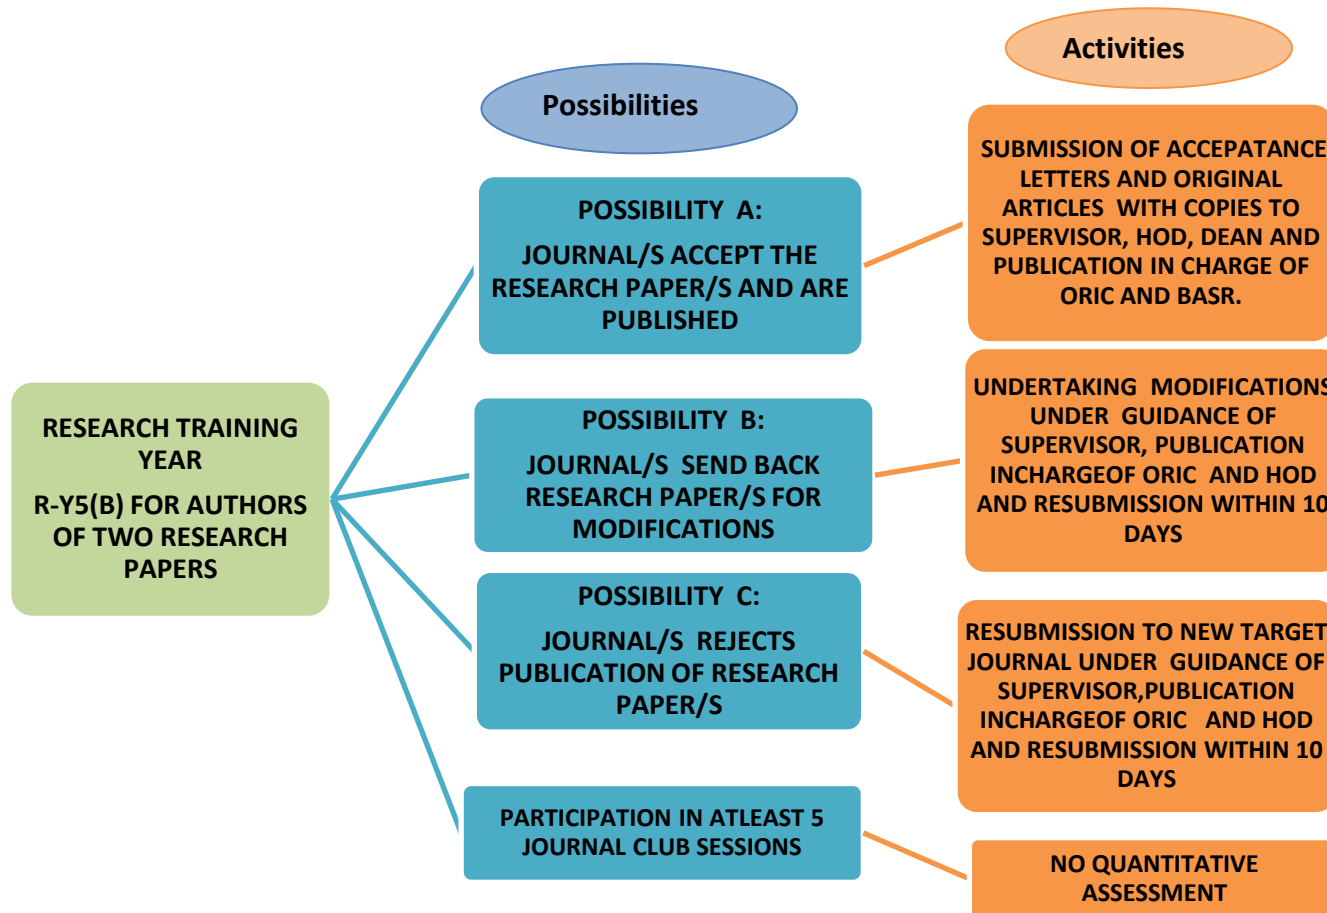 Activities
Possibilities
SUBMISSION OF ACCEPATANCE
LETTERS AND ORIGINAL
ARTICLES WITH COPIES TO
SUPERVISOR, HOD, DEAN AND
PUBLICATION IN CHARGE OF
ORIC AND BASR.
POSSIBILITY A:
JOURNAL/S ACCEPT THE
RESEARCH PAPER/S AND ARE
PUBLISHED
UNDERTAKING MODIFICATIONS
UNDER GUIDANCE OF
SUPERVISOR, PUBLICATION
INCHARGEOF ORIC AND HOD
AND RESUBMISSION WITHIN 10
DAYS
POSSIBILITY B:
JOURNAL/S SEND BACK
RESEARCH PAPER/S FOR
MODIFICATIONS
RESEARCH TRAINING
YEAR
R-Y5(B) FOR AUTHORS
OF TWO RESEARCH
PAPERS
POSSIBILITY C:
JOURNAL/S REJECTS
PUBLICATION OF RESEARCH
PAPER/S
RESUBMISSION TO NEW TARGET
JOURNAL UNDER GUIDANCE OF
SUPERVISOR,PUBLICATION
INCHARGEOF ORIC AND HOD
AND RESUBMISSION WITHIN 10
DAYS
PARTICIPATION IN ATLEAST 5
JOURNAL CLUB SESSIONS
NO QUANTITATIVE
ASSESSMENT